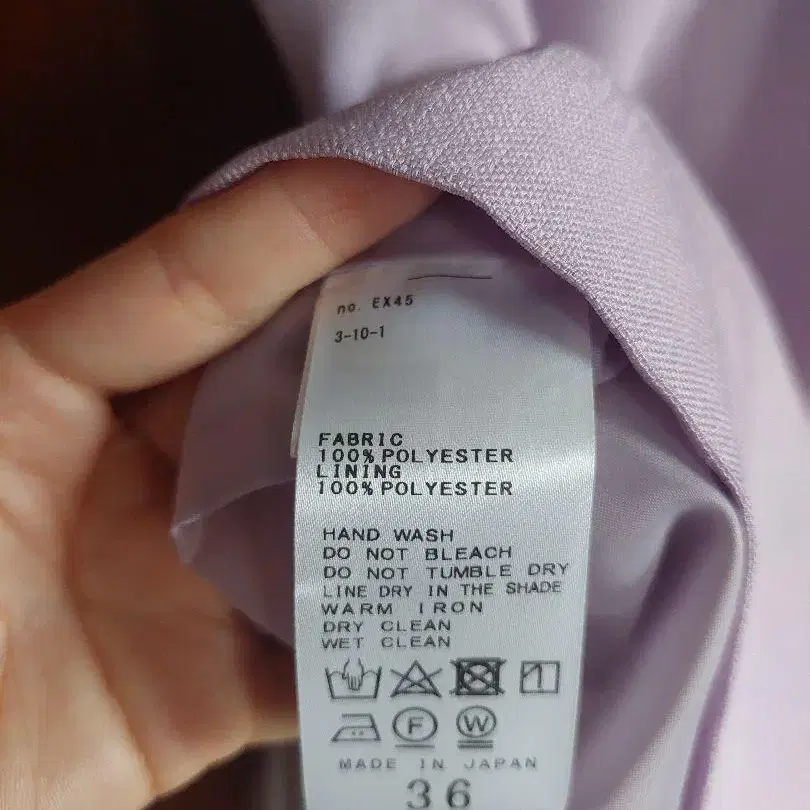 no. EX45
3-10-1
FABRIC
100% POLYESTER
LINING
100% POLYESTER
HAND WASH
DO NOT BLEACH
DO NOT TUMBLE DRY
LINE DRY IN THE SHADE
WARM IRON
DRY CLEAN
WET CLEAN
F W
MADE IN JAPAN
36